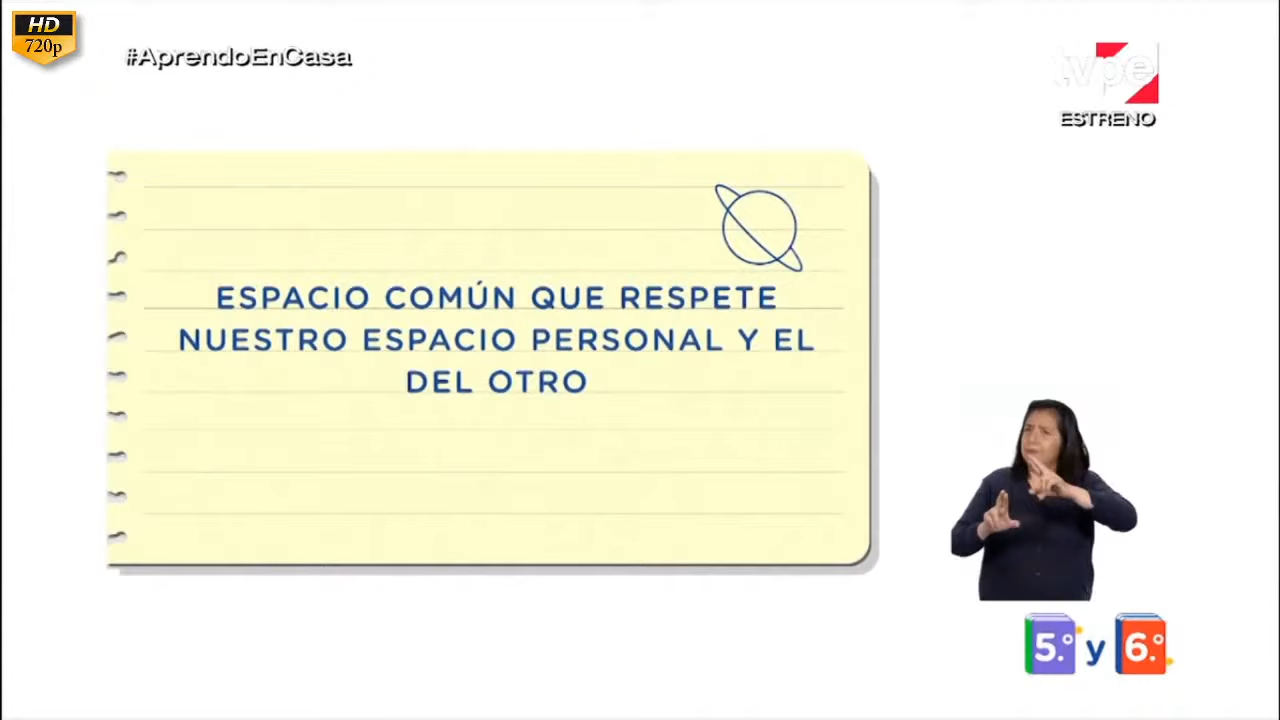 HD
720p
#AprendoEnCasa
tvpe
ESTRENO
ESPACIO COMÚN QUE RESPETE
NUESTRO ESPACIO PERSONAL Y EL
DEL OTRO
5.° y 6.°